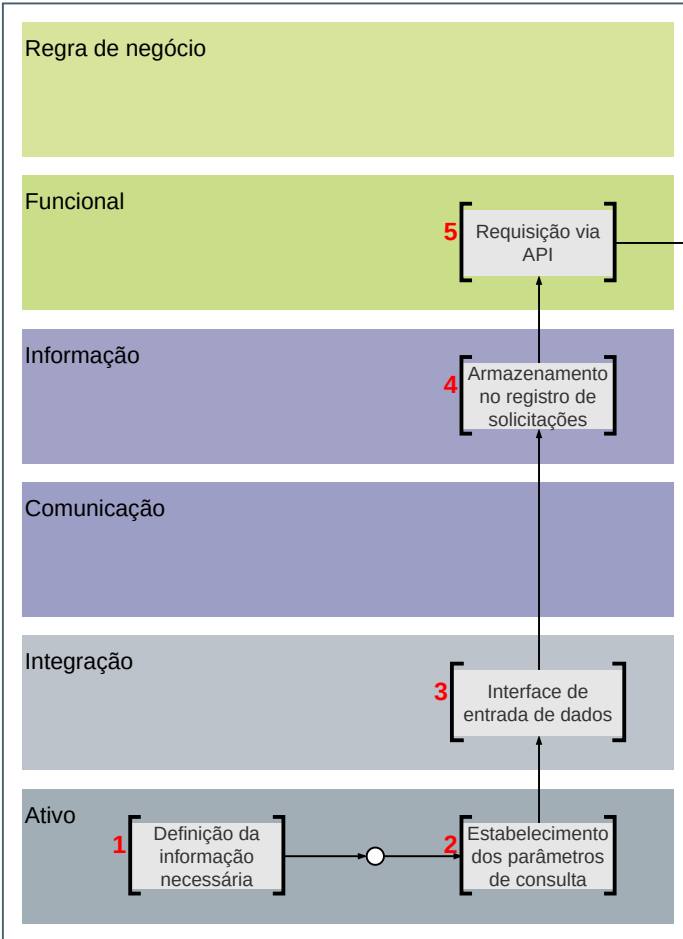 Regra de negócio
Funcional
5
Requisição via
API
Informação
4
Armazenamento
no registro de
solicitações
Comunicação
Integração
3
Interface de
entrada de dados
Ativo
1
Definição da
informação
necessária
2
Estabelecimento
dos parâmetros
de consulta